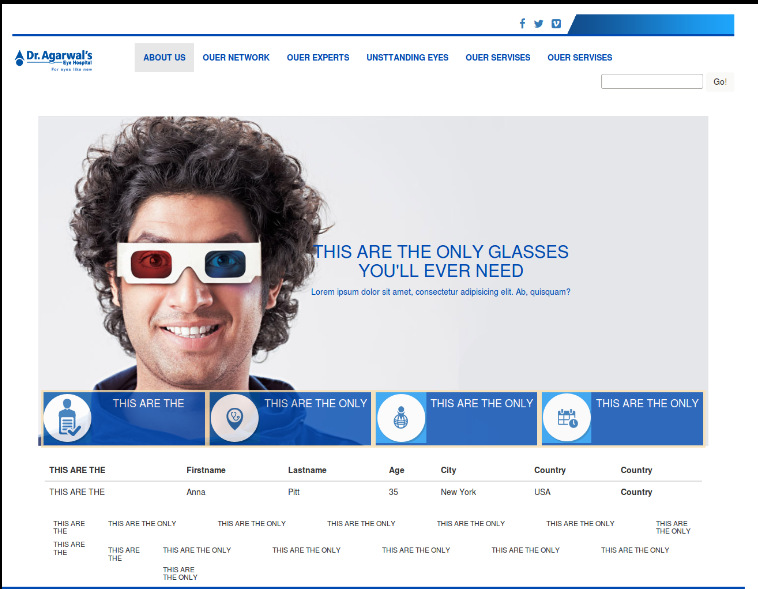 Dr.Agarwal's
Eye Hospital
For eyes like new
ABOUT US OUER NETWORK OUER EXPERTS UNSTTANDING EYES OUER SERVISES OUER SERVISES
Go!
THIS ARE THE ONLY GLASSES
YOU'LL EVER NEED
Lorem ipsum dolor sit amet, consectetur adipisicing elit. Ab, quisquam?
THIS ARE THE THIS ARE THE ONLY THIS ARE THE ONLY THIS ARE THE ONLY
THIS ARE THE Firstname Lastname Age City Country Country
THIS ARE THE Anna Pitt 35 New York USA Country
THIS ARE THE THIS ARE THE ONLY THIS ARE THE ONLY THIS ARE THE ONLY THIS ARE THE ONLY THIS ARE THE ONLY THIS ARE THE ONLY
THIS ARE THE THIS ARE THE THIS ARE THE ONLY THIS ARE THE ONLY THIS ARE THE ONLY THIS ARE THE ONLY THIS ARE THE ONLY
THIS ARE THE ONLY